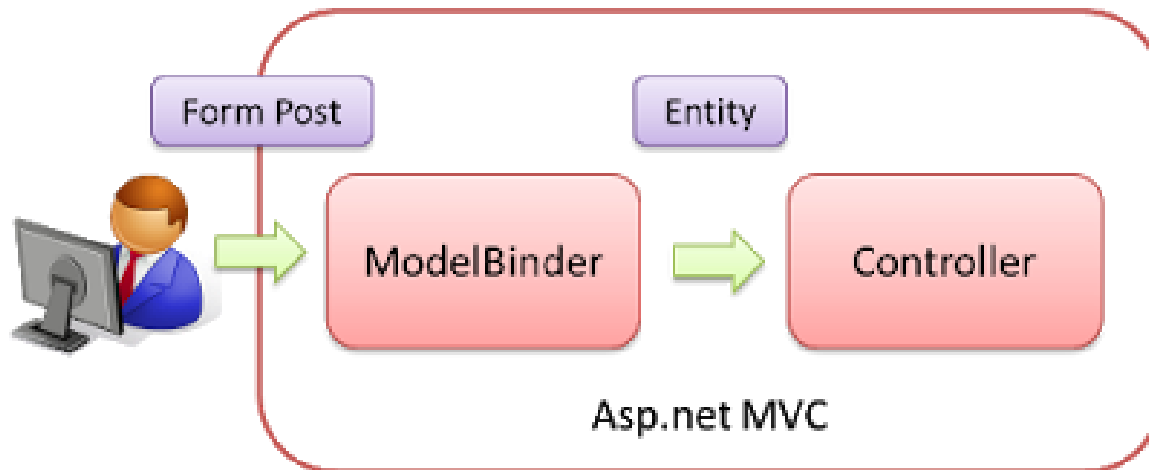 Form Post
Entity
ModelBinder
Controller
Asp.net MVC